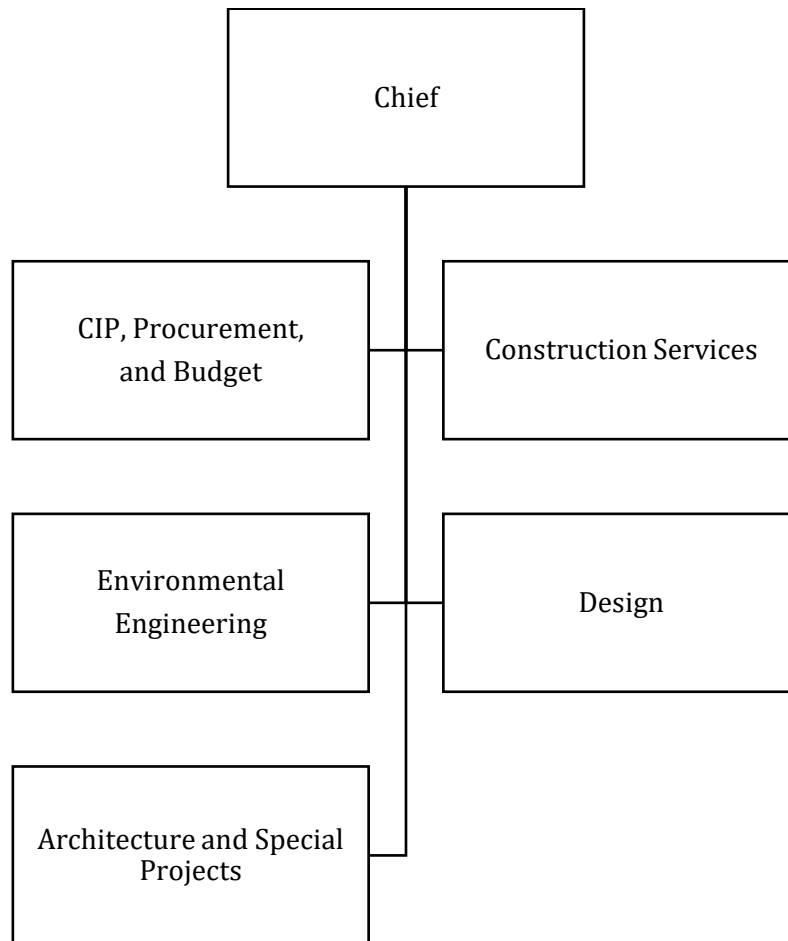 Chief
CIP, Procurement,
and Budget
Construction Services
Environmental
Engineering
Design
Architecture and Special
Projects